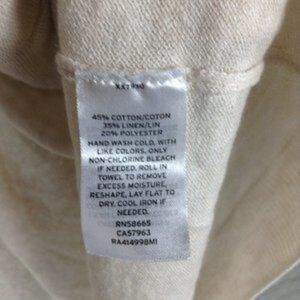 45% COTTON/COTON
35% LINEN/LIN
20% POLYESTER
HAND WASH COLD, WITH
LIKE COLORS. ONLY
NON-CHLORINE BLEACH
IF NEEDED. ROLL IN
TOWEL TO REMOVE
EXCESS MOISTURE,
RESHAPE, LAY FLAT TO
DRY. COOL IRON IF
NEEDED.
RN58665
CA57963
RA414998M1